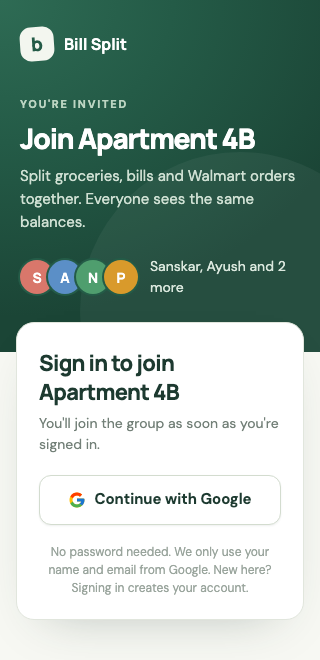 b Bill Split
YOU'RE INVITED
Join Apartment 4B
Split groceries, bills and Walmart orders
together. Everyone sees the same
balances.
S A N P
Sanskar, Ayush and 2
more
Sign in to join
Apartment 4B
You'll join the group as soon as you're
signed in.
G Continue with Google
No password needed. We only use your
name and email from Google. New here?
Signing in creates your account.